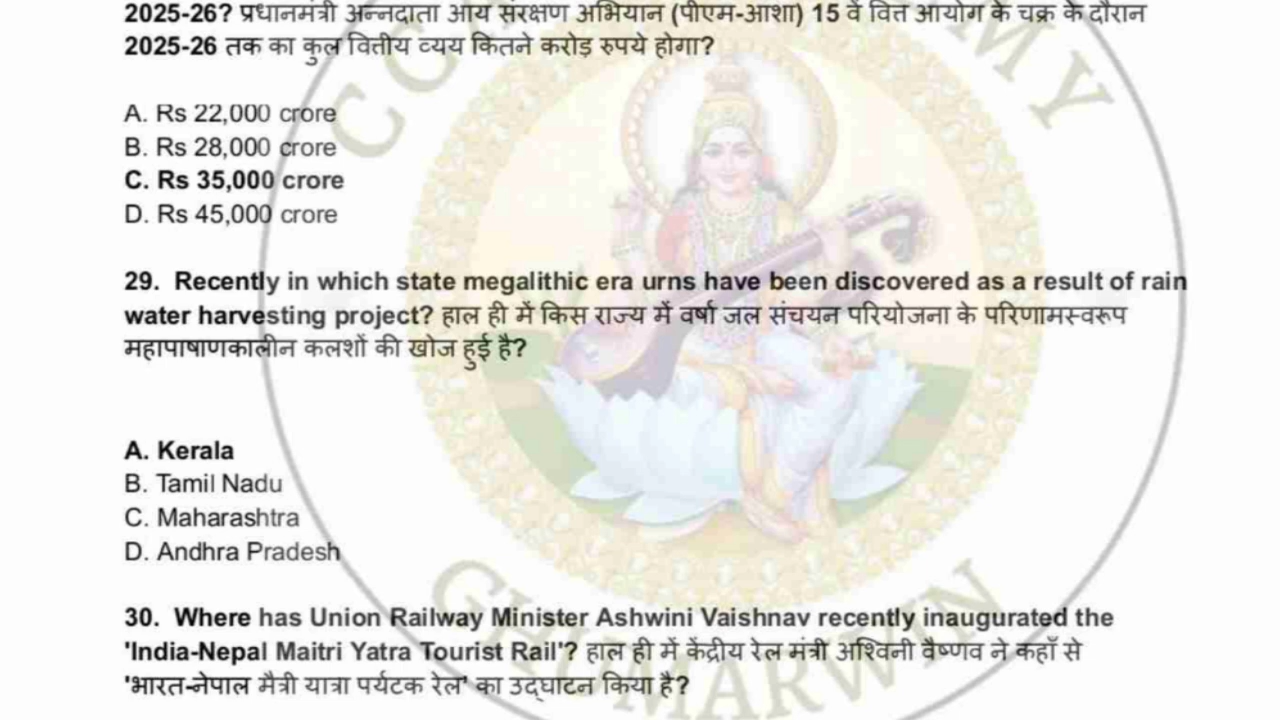 2025-26? प्रधानमंत्री अन्नदाता आय संरक्षण अभियान (पीएम-आशा) 15 वें वित्त आयोग के चक्र के दौरान
2025-26 तक का कुल वित्तीय व्यय कितने करोड़ रुपये होगा?
A. Rs 22,000 crore
B. Rs 28,000 crore
C. Rs 35,000 crore
D. Rs 45,000 crore
29. Recently in which state megalithic era urns have been discovered as a result of rain
water harvesting project? हाल ही में किस राज्य में वर्षा जल संचयन परियोजना के परिणामस्वरूप
महापाषाणकालीन कलशों की खोज हुई है?
A. Kerala
B. Tamil Nadu
C. Maharashtra
D. Andhra Pradesh
30. Where has Union Railway Minister Ashwini Vaishnav recently inaugurated the
'India-Nepal Maitri Yatra Tourist Rail'? हाल ही में केंद्रीय रेल मंत्री अश्विनी वैष्णव ने कहाँ से
'भारत-नेपाल मैत्री यात्रा पर्यटक रेल' का उद्घाटन किया है?
GHUMARWIN